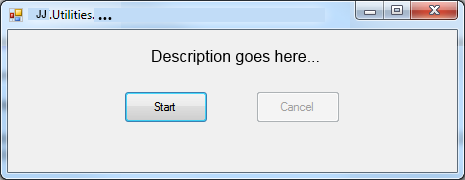 JJ .Utilities. ...
Description goes here...
Start
Cancel